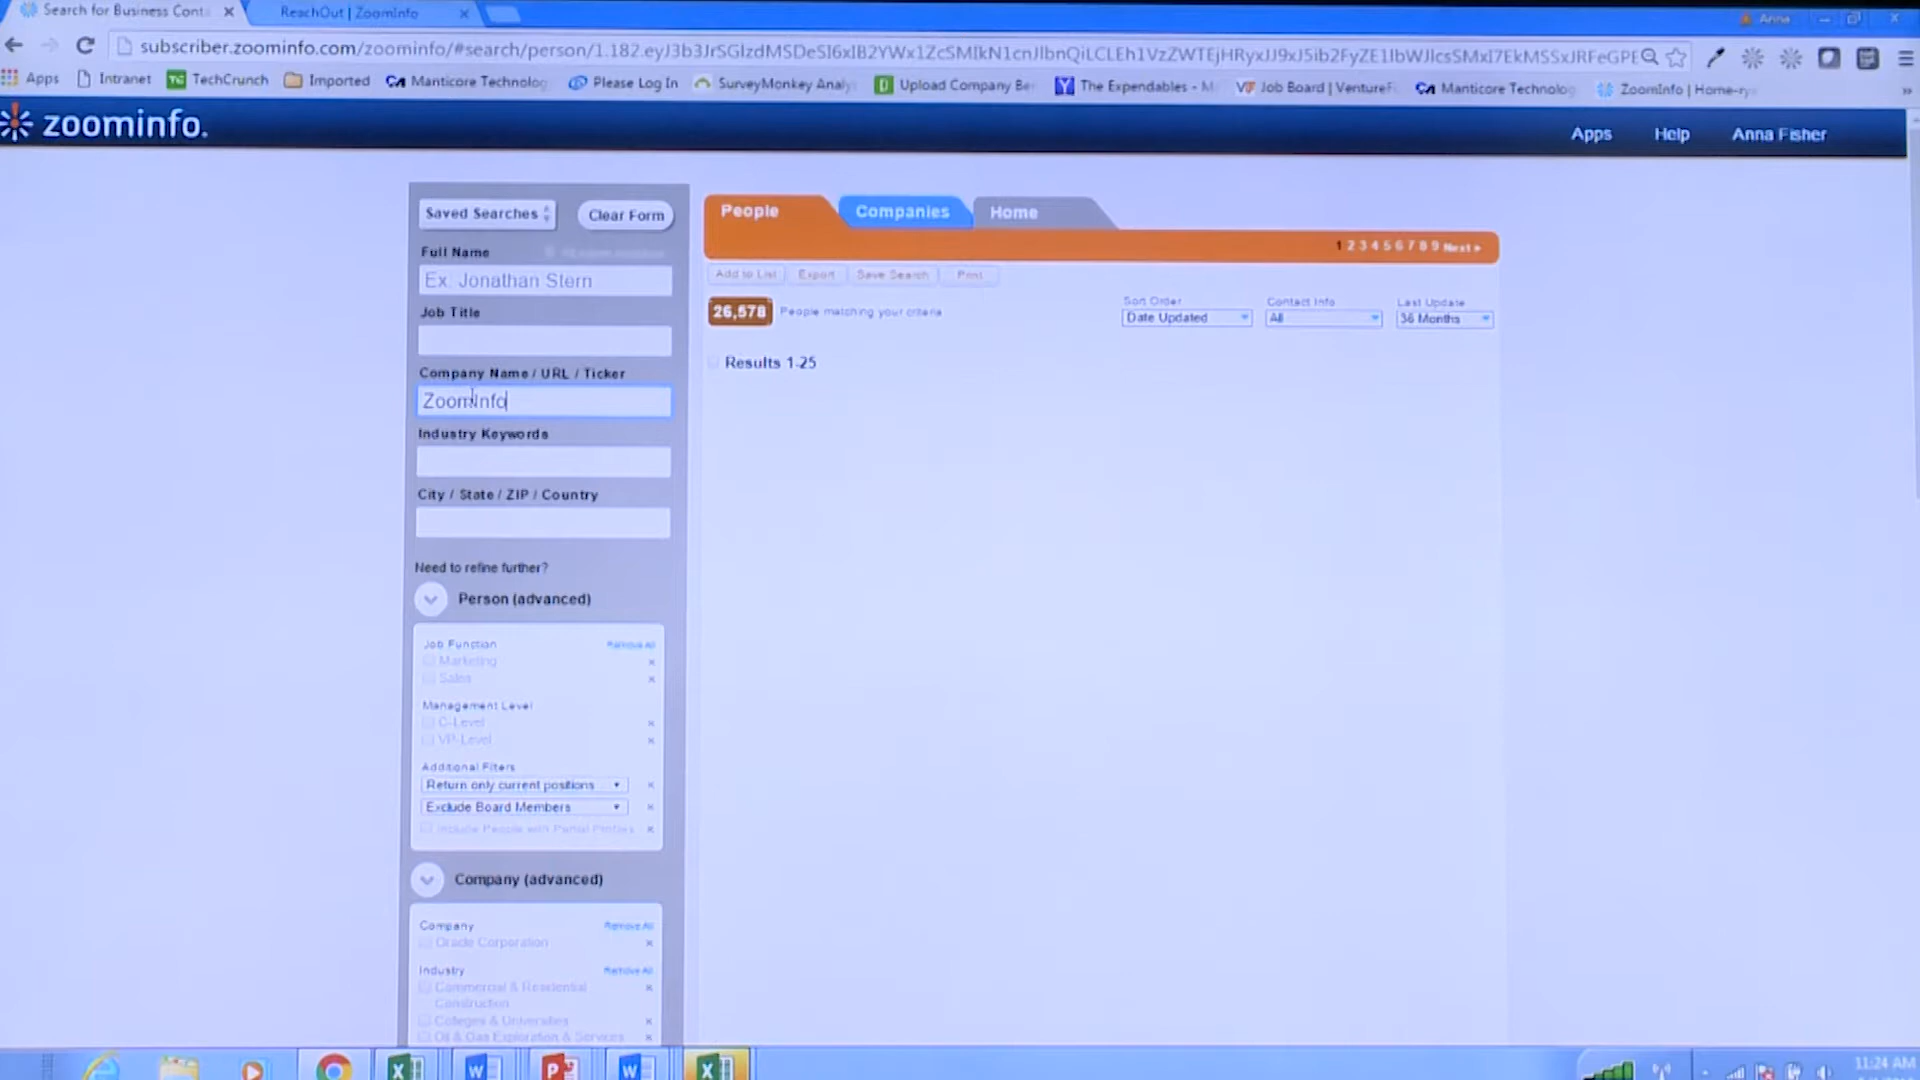 Search for Business Conta
ReachOut | ZoomInfo
Anna
subscriber.zoominfo.com/zoominfo/#search/person/
Apps
Intranet
TechCrunch
Imported
Manticore Technolog
Please Log In
SurveyMonkey Analy
Upload Company Be
The Expendables - M
Job Board | VentureF
Manticore Technolog
ZoomInfo | Home-ry
zoominfo.
Apps Help Anna Fisher
Saved Searches
Clear Form
People
Companies
Home
Full Name
1 2 3 4 5 6 7 8 9 Next
Ex. Jonathan Stern
Add to List
Export
Save Search
Print
Job Title
26,578 People matching your criteria
Sort Order
Date Updated
Contact Info
All
Last Update
36 Months
Results 1-25
Company Name / URL / Ticker
ZoomInfo
Industry Keywords
City / State / ZIP / Country
Need to refine further?
Person (advanced)
Job Function Remove All
Marketing x
Sales x
Management Level
C-Level x
VP-Level x
Additional Filters
Return only current positions x
Exclude Board Members x
Include People with Partial Profiles x
Company (advanced)
Company Remove All
Oracle Corporation x
Industry Remove All
Commercial & Residential x
Construction
Colleges & Universities x
Oil & Gas Exploration & Services x
11:24 AM